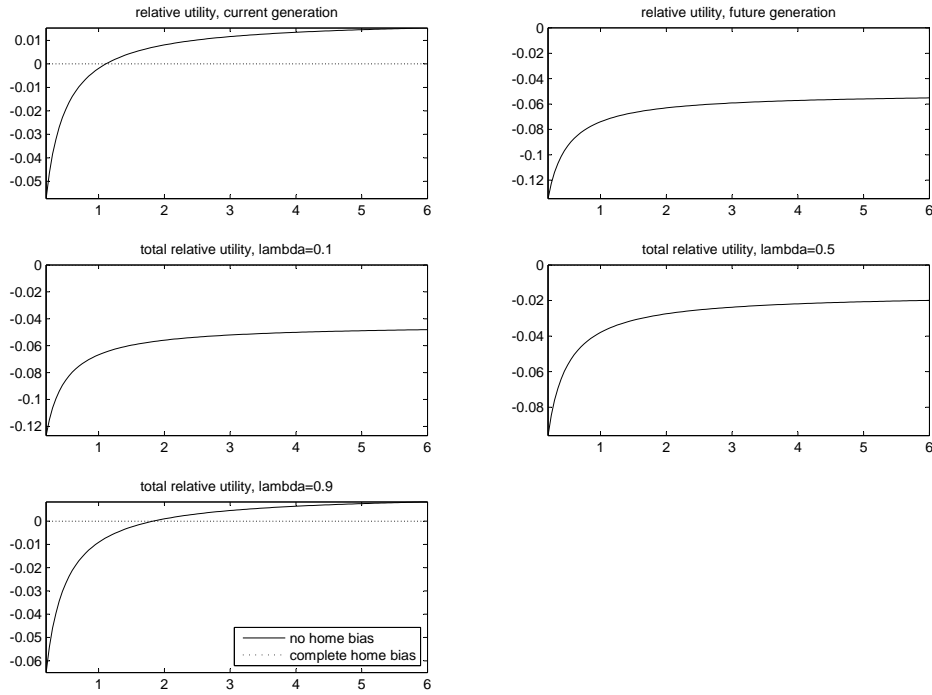 relative utility, current generation
0.01
0
-0.01
-0.02
-0.03
-0.04
-0.05
1 2 3 4 5 6
relative utility, future generation
0
-0.02
-0.04
-0.06
-0.08
-0.1
-0.12
1 2 3 4 5 6
total relative utility, lambda=0.1
0
-0.02
-0.04
-0.06
-0.08
-0.1
-0.12
1 2 3 4 5 6
total relative utility, lambda=0.5
0
-0.02
-0.04
-0.06
-0.08
1 2 3 4 5 6
total relative utility, lambda=0.9
0
-0.01
-0.02
-0.03
-0.04
-0.05
-0.06
1 2 3 4 5 6
no home bias
complete home bias